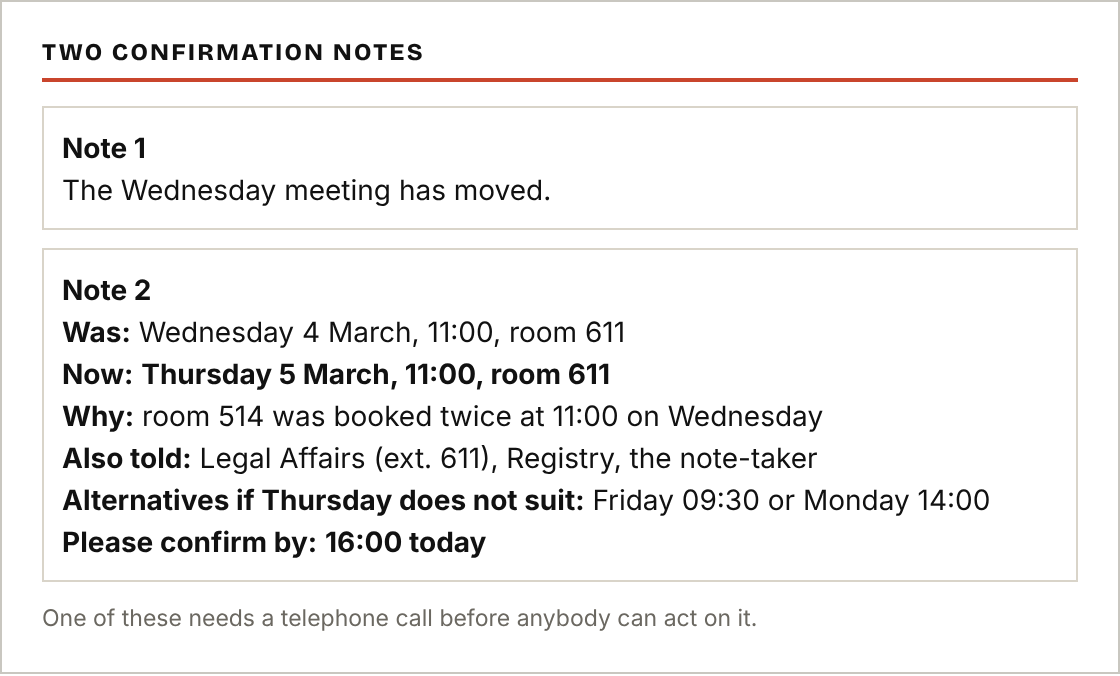 TWO CONFIRMATION NOTES
Note 1
The Wednesday meeting has moved.
Note 2
Was: Wednesday 4 March, 11:00, room 611
Now: Thursday 5 March, 11:00, room 611
Why: room 514 was booked twice at 11:00 on Wednesday
Also told: Legal Affairs (ext. 611), Registry, the note-taker
Alternatives if Thursday does not suit: Friday 09:30 or Monday 14:00
Please confirm by: 16:00 today
One of these needs a telephone call before anybody can act on it.